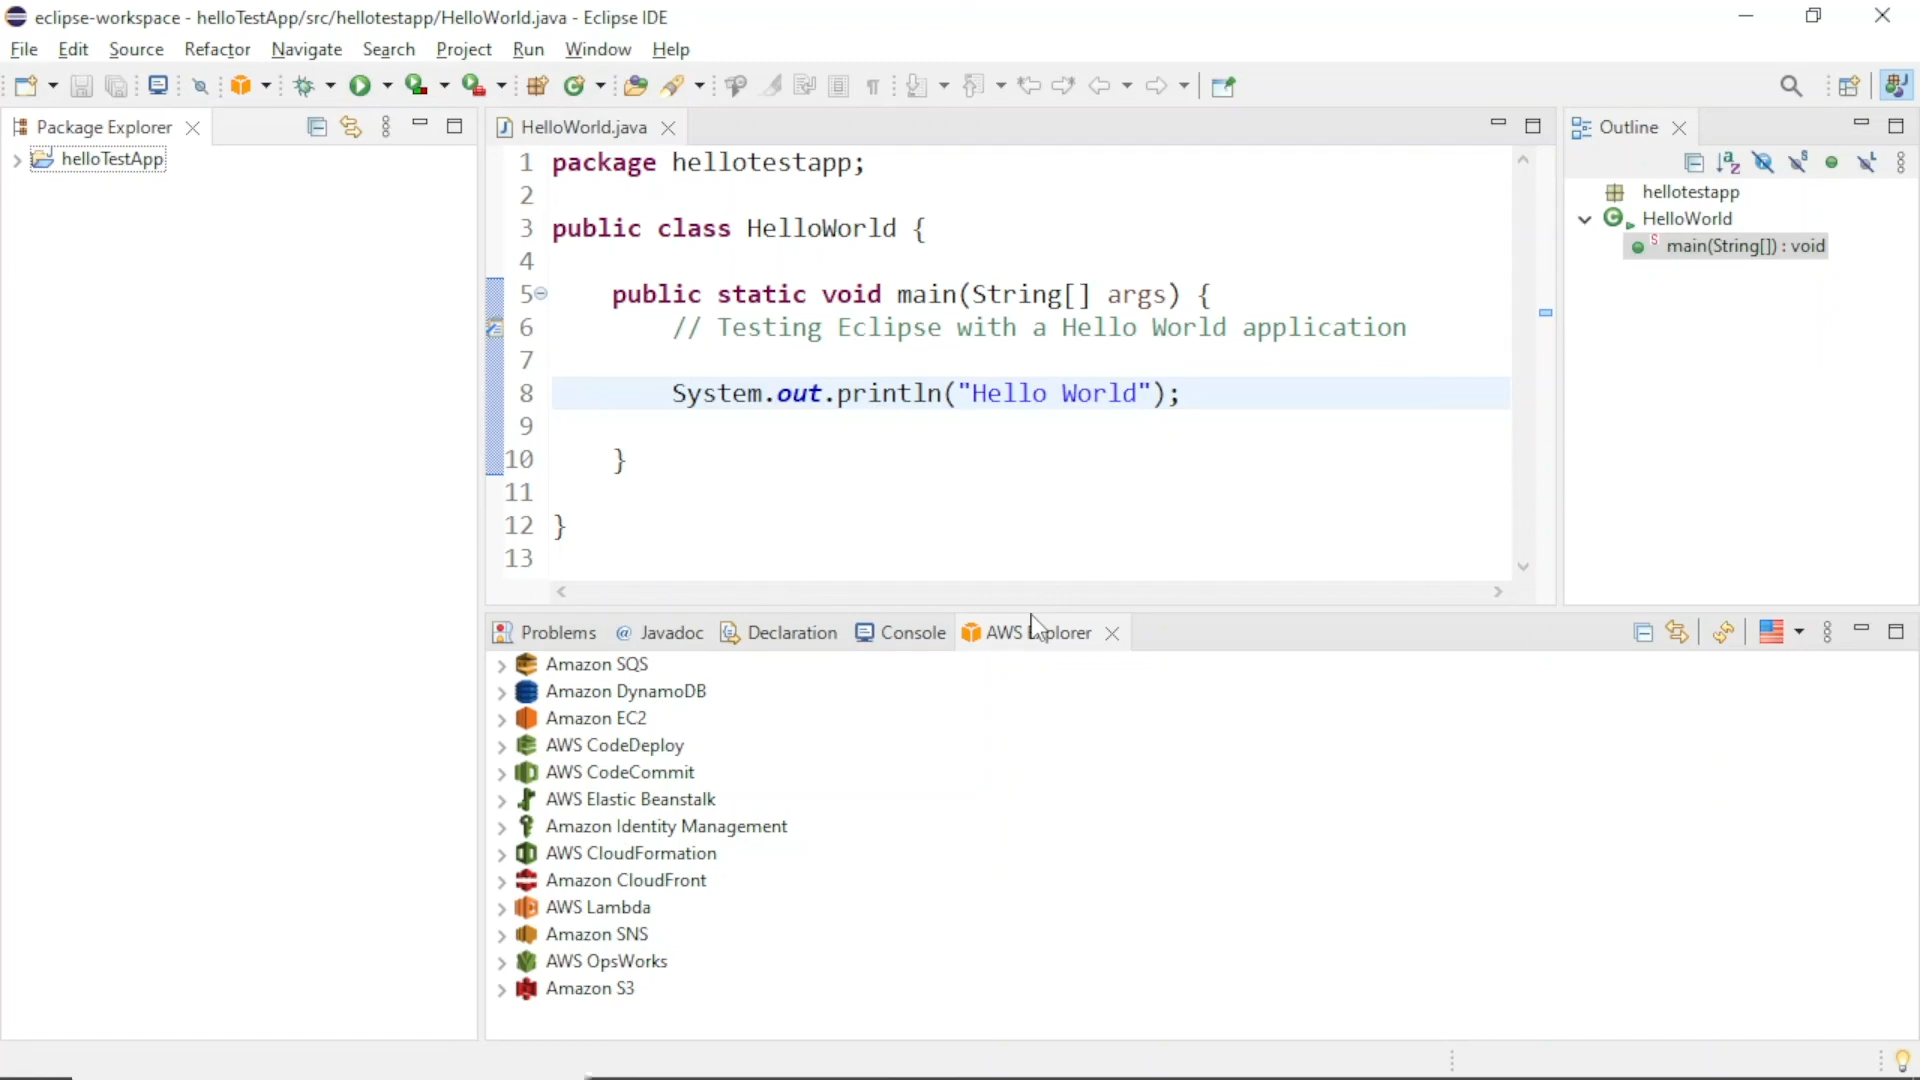 eclipse-workspace - helloTestApp/src/hellotestapp/HelloWorld.java - Eclipse IDE
File Edit Source Refactor Navigate Search Project Run Window Help
Package Explorer
helloTestApp
HelloWorld.java
1 package hellotestapp;
2
3 public class HelloWorld {
4
5 public static void main(String[] args) {
6 // Testing Eclipse with a Hello World application
7
8 System.out.println("Hello World");
9
10 }
11
12 }
13
Outline
hellotestapp
HelloWorld
main(String[]) : void
Problems @ Javadoc Declaration Console AWS Explorer
Amazon SQS
Amazon DynamoDB
Amazon EC2
AWS CodeDeploy
AWS CodeCommit
AWS Elastic Beanstalk
Amazon Identity Management
AWS CloudFormation
Amazon CloudFront
AWS Lambda
Amazon SNS
AWS OpsWorks
Amazon S3